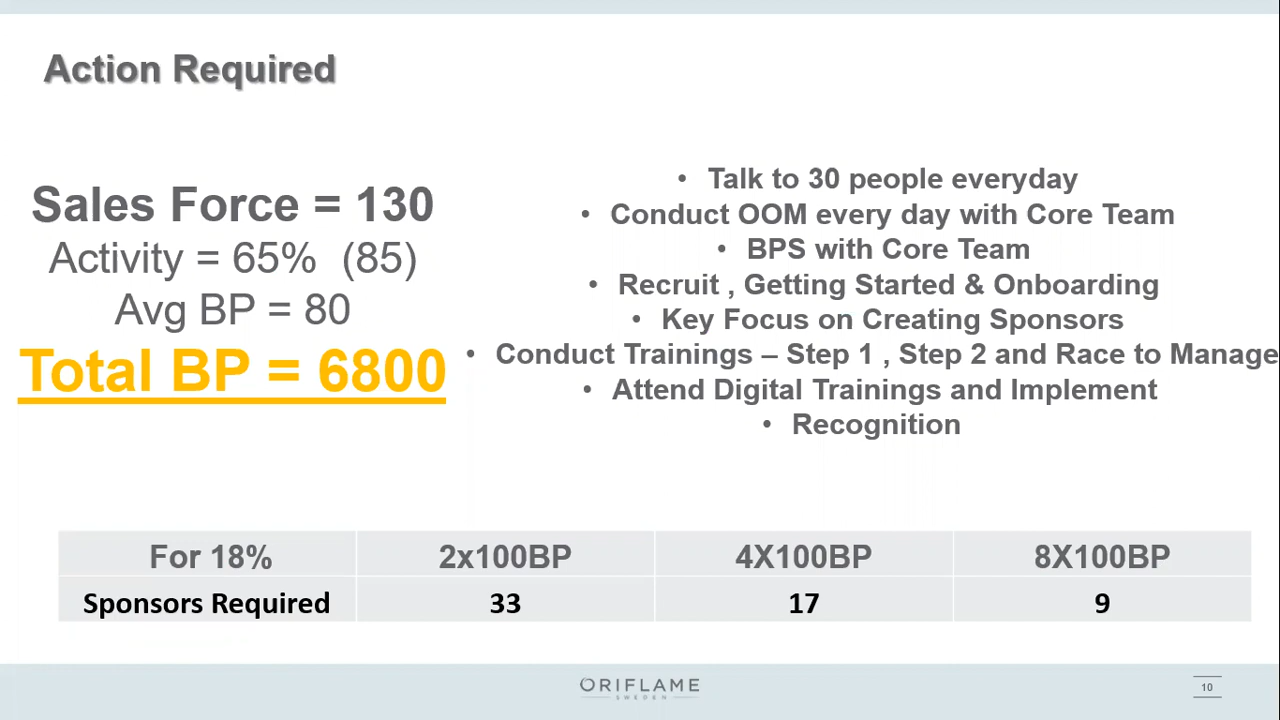 Action Required
Sales Force = 130
Activity = 65% (85)
Avg BP = 80
Total BP = 6800
• Talk to 30 people everyday
• Conduct OOM every day with Core Team
• BPS with Core Team
• Recruit , Getting Started & Onboarding
• Key Focus on Creating Sponsors
• Conduct Trainings – Step 1 , Step 2 and Race to Manage
• Attend Digital Trainings and Implement
• Recognition
For 18% 2x100BP 4X100BP 8X100BP
Sponsors Required 33 17 9
ORIFLAME
SWEDEN
10